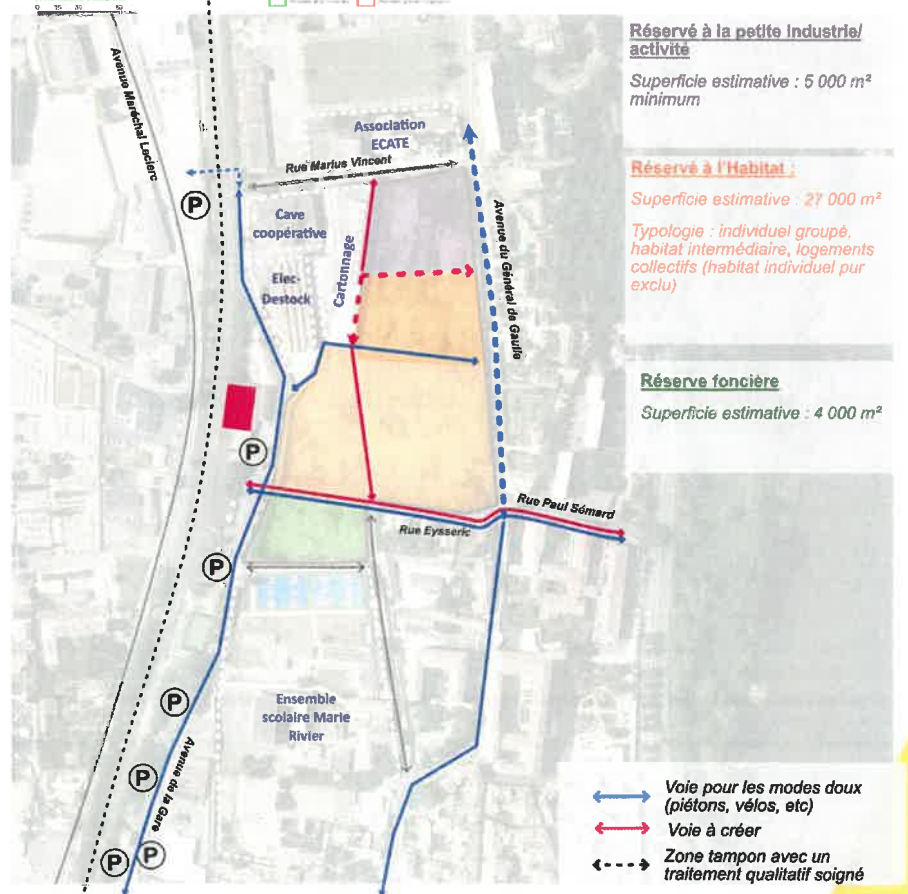 Réservé à la petite industrie/
activité
Superficie estimative : 5 000 m²
minimum
Réservé à l'Habitat :
Superficie estimative : 27 000 m²
Typologie : individuel groupé,
habitat intermédiaire, logements
collectifs (habitat individuel pur
exclu)
Réserve foncière
Superficie estimative : 4 000 m²
Avenue Maréchal Leclerc
Association
ECATE
Rue Marius Vincent
P
Cave
coopérative
Elec-
Destock
Cartonnage
Avenue du Général de Gaulle
P
Rue Paul Sémard
Rue Eysseric
P
Ensemble
scolaire Marie
Rivier
P
Avenue de la Gare
P
P
P
Voie pour les modes doux
(piétons, vélos, etc)
Voie à créer
Zone tampon avec un
traitement qualitatif soigné